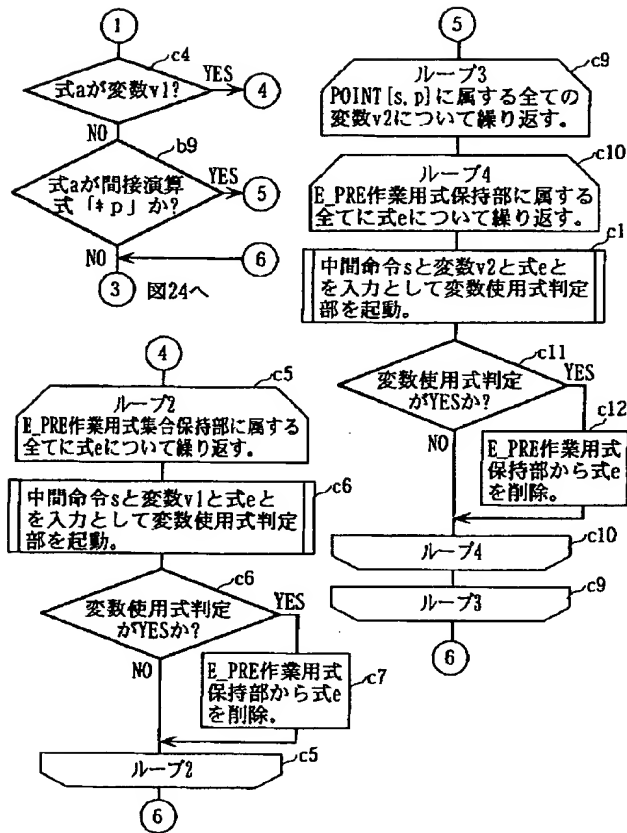 1
c4
式aが変数v1?
YES
4
NO
b9
式aが間接演算
式「*p」か?
YES
5
NO
6
3
図24へ
4
c5
ループ2
E_PRE作業用式集合保持部に属する
全てに式eについて繰り返す。
中間命令sと変数v1と式eと
を入力として変数使用式判定
部を起動。
c6
c6
変数使用式判定
がYESか?
YES
NO
E_PRE作業用式
保持部から式e
を削除。
c7
ループ2
c5
6
5
c9
ループ3
POINT[s,p]に属する全ての
変数v2について繰り返す。
c10
ループ4
E_PRE作業用式保持部に属する
全てに式eについて繰り返す。
c1
中間命令sと変数v2と式eと
を入力として変数使用式判定
部を起動。
c11
変数使用式判定
がYESか?
YES
c12
NO
E_PRE作業用式
保持部から式e
を削除。
ループ4
c10
ループ3
c9
6